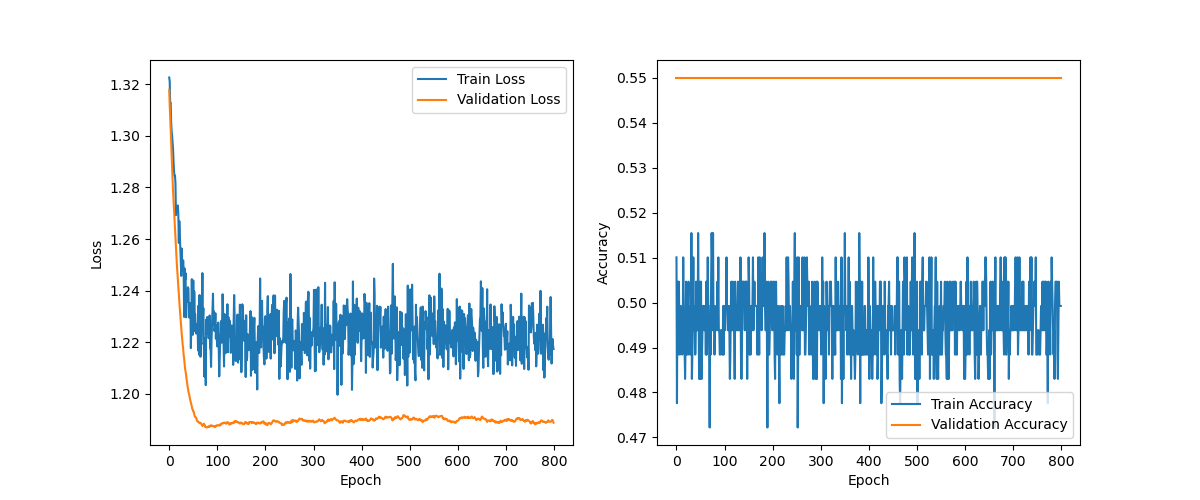 Train Loss
Validation Loss
1.32
1.30
1.28
1.26
1.24
1.22
1.20
Loss
0 100 200 300 400 500 600 700 800
Epoch
0.55
0.54
0.53
0.52
0.51
0.50
0.49
0.48
0.47
Accuracy
Train Accuracy
Validation Accuracy
0 100 200 300 400 500 600 700 800
Epoch